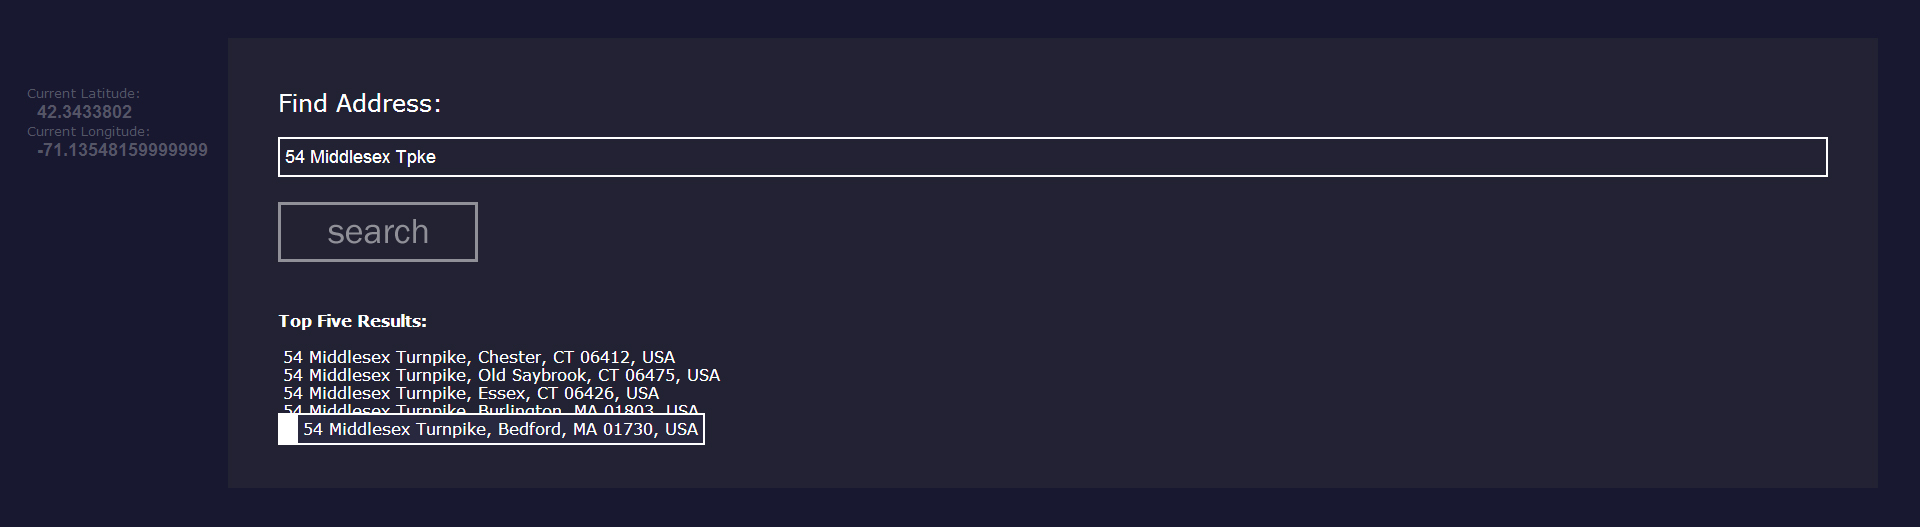 Current Latitude:
42.3433802
Current Longitude:
-71.13548159999999
Find Address:
54 Middlesex Tpke
search
Top Five Results:
54 Middlesex Turnpike, Chester, CT 06412, USA
54 Middlesex Turnpike, Old Saybrook, CT 06475, USA
54 Middlesex Turnpike, Essex, CT 06426, USA
54 Middlesex Turnpike, Burlington, MA 01803, USA
54 Middlesex Turnpike, Bedford, MA 01730, USA